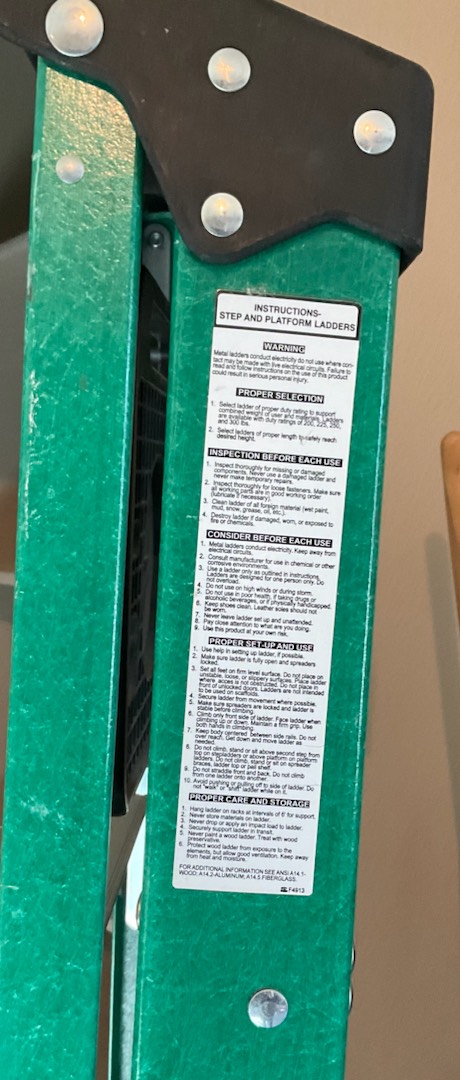 INSTRUCTIONS-
STEP AND PLATFORM LADDERS
WARNING
Metal ladders conduct electricity do not use where con-
tact may be made with live electrical circuits. Failure to
read and follow instructions on the use of this product
could result in serious personal injury.
PROPER SELECTION
1. Select ladder of proper duty rating to support
combined weight of user and materials. Ladders
are available with duty ratings of 200, 225, 250,
and 300 lbs.
2. Select ladders of proper length to safely reach
desired height.
INSPECTION BEFORE EACH USE
1. Inspect thoroughly for missing or damaged
components. Never use a damaged ladder and
never make temporary repairs.
2. Inspect thoroughly for loose fasteners. Make sure
all working parts are in good working order
(lubricate if necessary).
3. Clean ladder of all foreign material (wet paint,
mud, snow, grease, oil, etc.).
4. Destroy ladder if damaged, worn, or exposed to
fire or chemicals.
CONSIDER BEFORE EACH USE
1. Metal ladders conduct electricity. Keep away from
electrical circuits.
2. Consult manufacturer for use in chemical or other
corrosive environments.
3. Use a ladder only as outlined in instructions.
Ladders are designed for one person only. Do
not overload.
4. Do not use on high winds or during storm.
5. Do not use in poor health, if taking drugs or
alcoholic beverages, or if physically handicapped.
6. Keep shoes clean. Leather soles should not
be worn.
7. Never leave ladder set up and unattended.
8. Pay close attention to what are you doing.
9. Use this product at your own risk.
PROPER SET-UP AND USE
1. Use help in setting up ladder, if possible.
2. Make sure ladder is fully open and spreaders
locked.
3. Set all feet on firm level surface. Do not place on
unstable, loose, or slippery surfaces. Place ladder
where acces is not obstructed. Do not place in
front of unlocked doors. Ladders are not intended
to be used on scaffolds.
4. Secure ladder from movement where possible.
5. Make sure spreaders are locked and ladder is
stable before climbing.
6. Climb only front side of ladder. Face ladder when
climbing up or down. Maintain a firm grip. Use
both hands in climbing.
7. Keep body centered between side rails. Do not
over reach. Get down and move ladder as
needed.
8. Do not climb, stand or sit above second step from
top on stepladders or above platform on platform
ladders. Do not climb, stand or sit on spreader
braces, ladder top or pail shelf.
9. Do not straddle front and back. Do not climb
from one ladder onto another.
10. Avoid pushing or pulling off to side of ladder. Do
not "walk" or "shift" ladder while on it.
PROPER CARE AND STORAGE
1. Hang ladder on racks at intervals of 6' for support.
2. Never store materials on ladder.
3. Never drop or apply an impact load to ladder.
4. Securely support ladder in transit.
5. Never paint a wood ladder. Treat with wood
preservative.
6. Protect wood ladder from exposure to the
elements, but allow good ventilation. Keep away
from heat and moisture.
FOR ADDITIONAL INFORMATION SEE ANSI A14.1-
WOOD; A14.2-ALUMINUM; A14.5 FIBERGLASS.
F4913